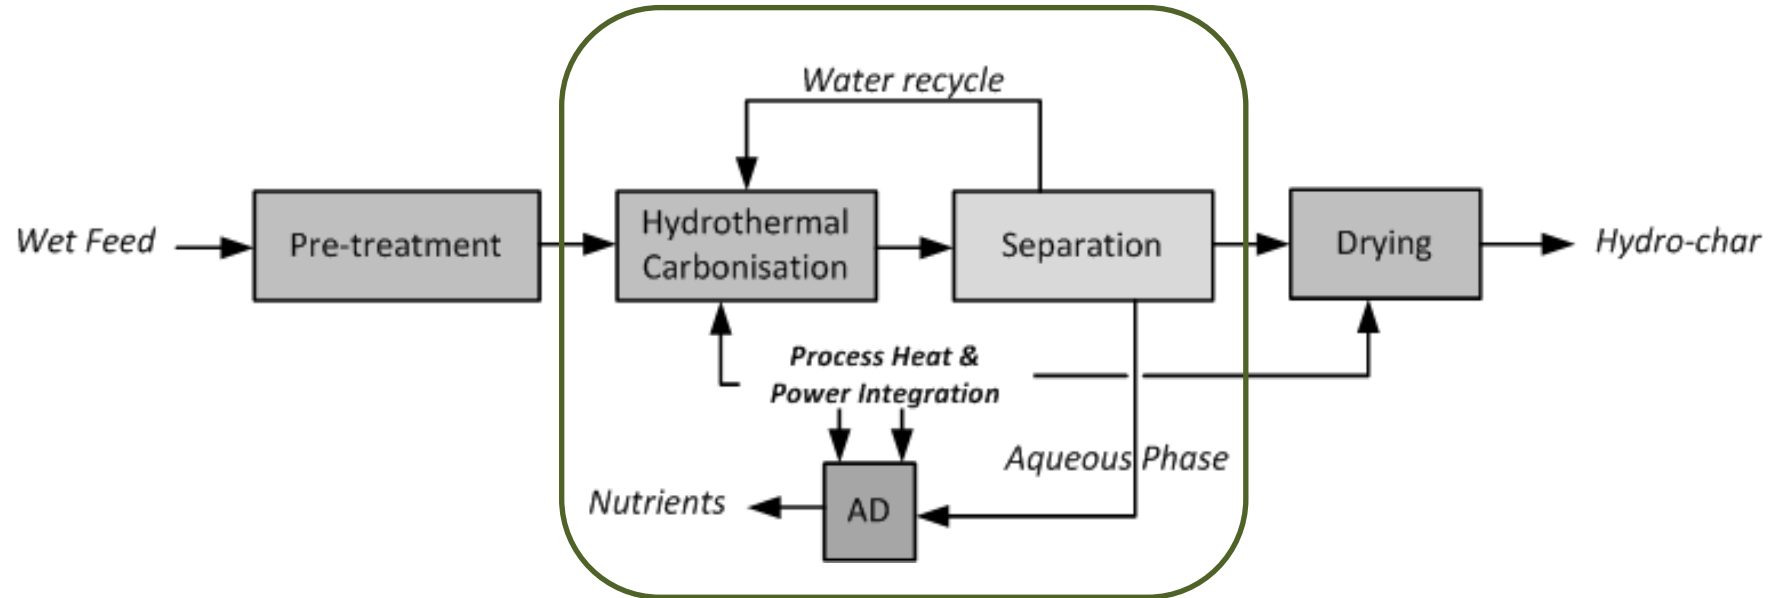 Water recycle
Wet Feed
Pre-treatment
Hydrothermal
Carbonisation
Separation
Drying
Hydro-char
Process Heat &
Power Integration
Aqueous Phase
Nutrients
AD